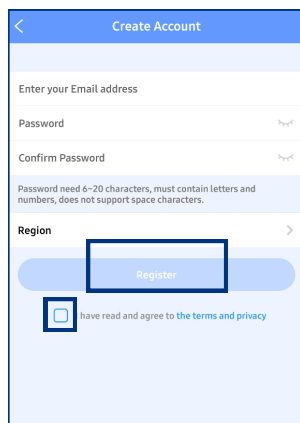 Create Account
Enter your Email address
Password
Confirm Password
Password need 6~20 characters, must contain letters and
numbers, does not support space characters.
Region
Register
have read and agree to the terms and privacy